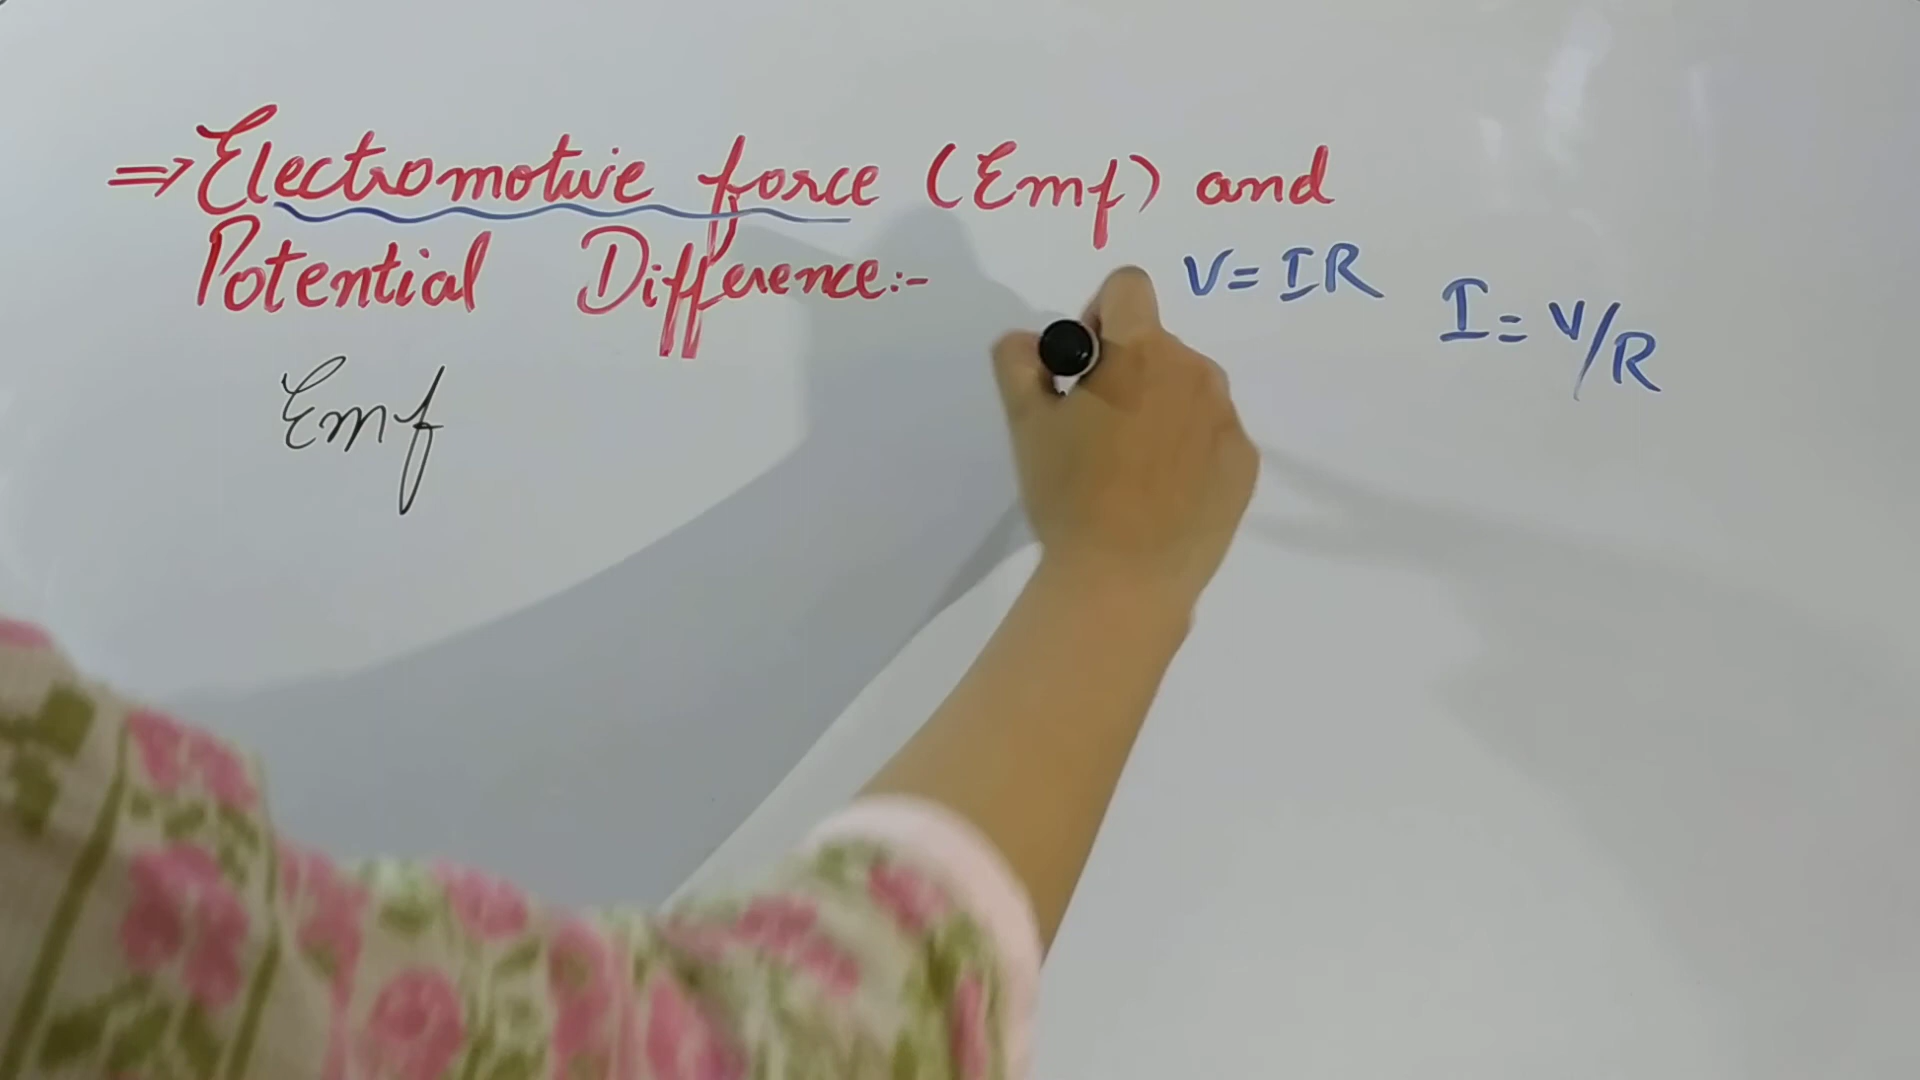 ⇒ Electromotive force (Emf) and
Potential Difference:-
V = IR
I = V/R
Emf